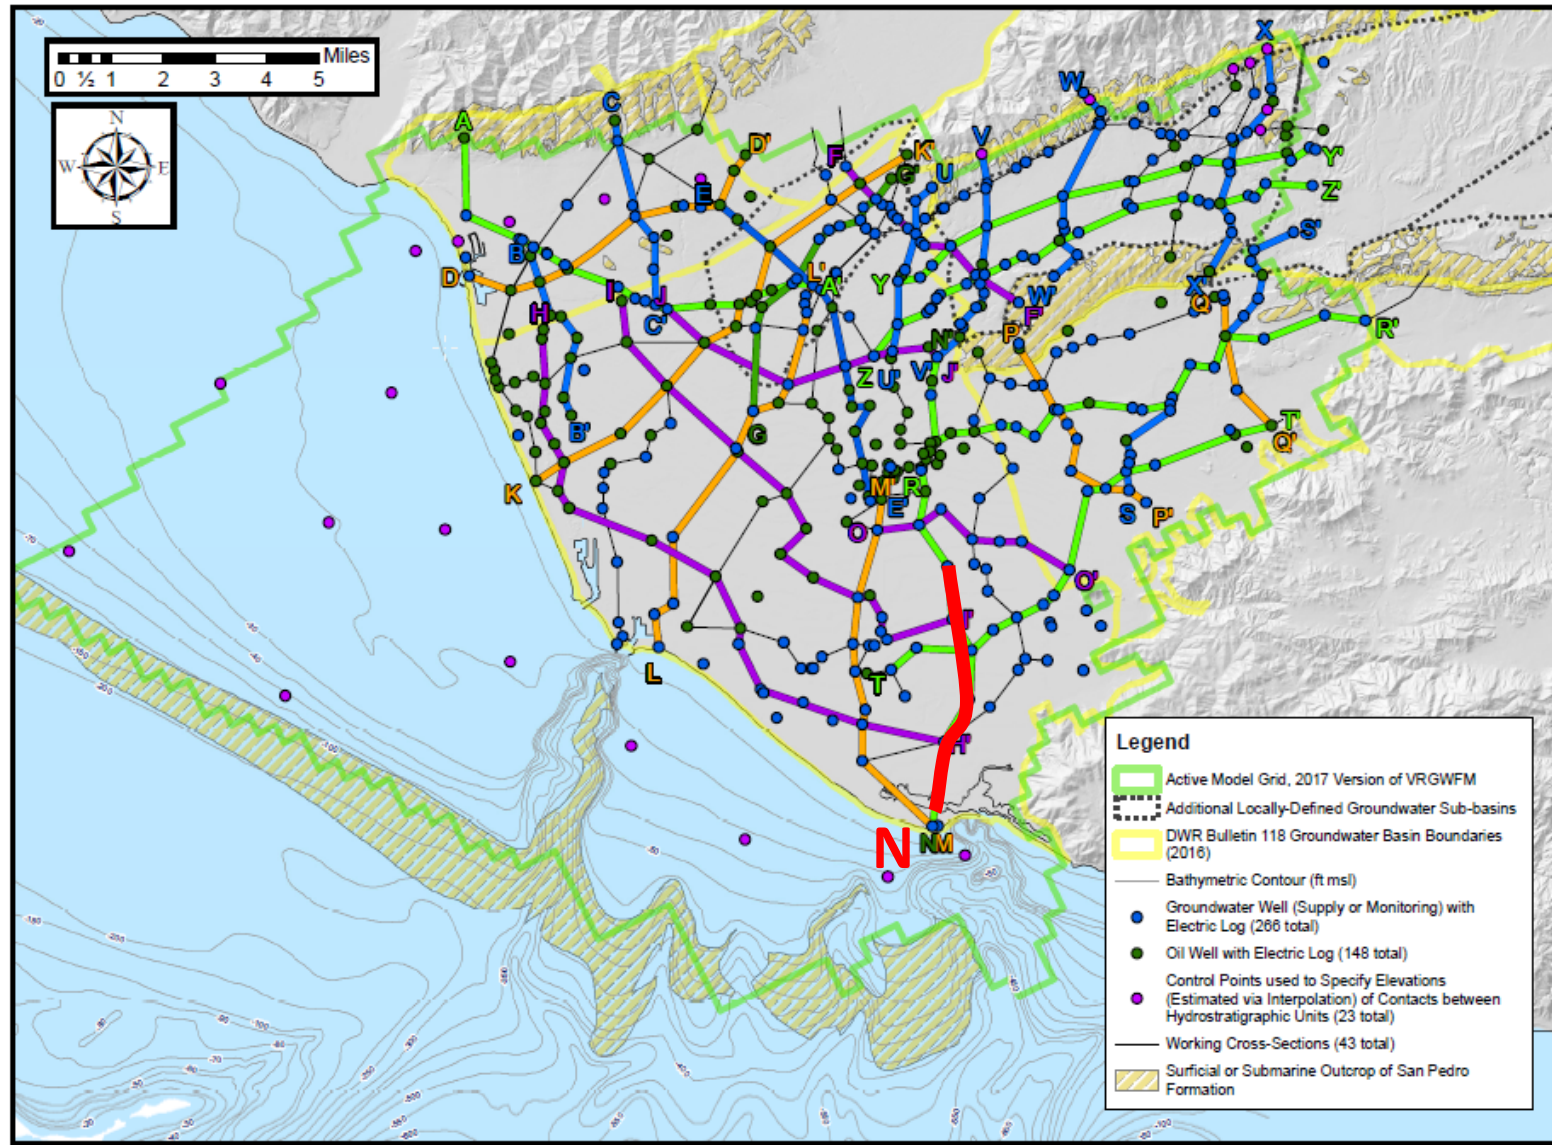 Miles
0 ½ 1 2 3 4 5
N
W E
S
A
C
D'
E
F
K'
G'
U
V
W
X
Y'
Z'
S'
B
D
I
J
C'
H
L'
A'
Y
W'
F'
X'
Q
R'
P
N'
V'
J'
U'
Z
B'
G
K
M'
R
E'
O
S
P'
T'
Q'
O'
I'
L
T
H'
N
N
M
Legend
Active Model Grid, 2017 Version of VRGWFM
Additional Locally-Defined Groundwater Sub-basins
DWR Bulletin 118 Groundwater Basin Boundaries
(2016)
Bathymetric Contour (ft msl)
Groundwater Well (Supply or Monitoring) with
Electric Log (266 total)
Oil Well with Electric Log (148 total)
Control Points used to Specify Elevations
(Estimated via Interpolation) of Contacts between
Hydrostratigraphic Units (23 total)
Working Cross-Sections (43 total)
Surficial or Submarine Outcrop of San Pedro
Formation